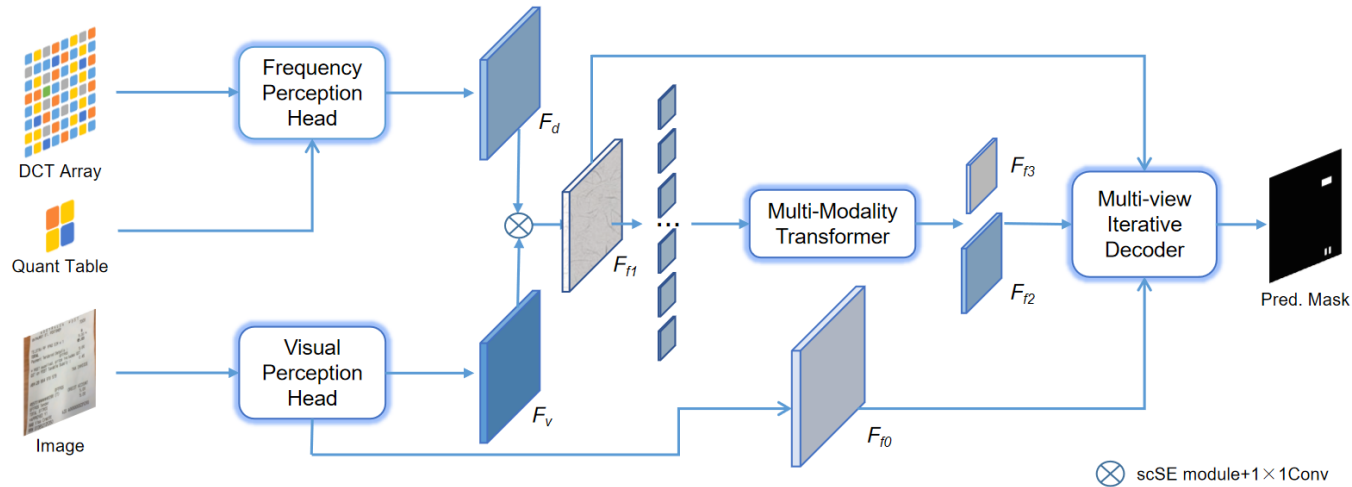 DCT Array
Quant Table
Image
Frequency
Perception
Head
Visual
Perception
Head
F_d
F_v
F_f1
...
Multi-Modality
Transformer
F_f3
F_f2
F_f0
Multi-view
Iterative
Decoder
Pred. Mask
scSE module+1×1Conv